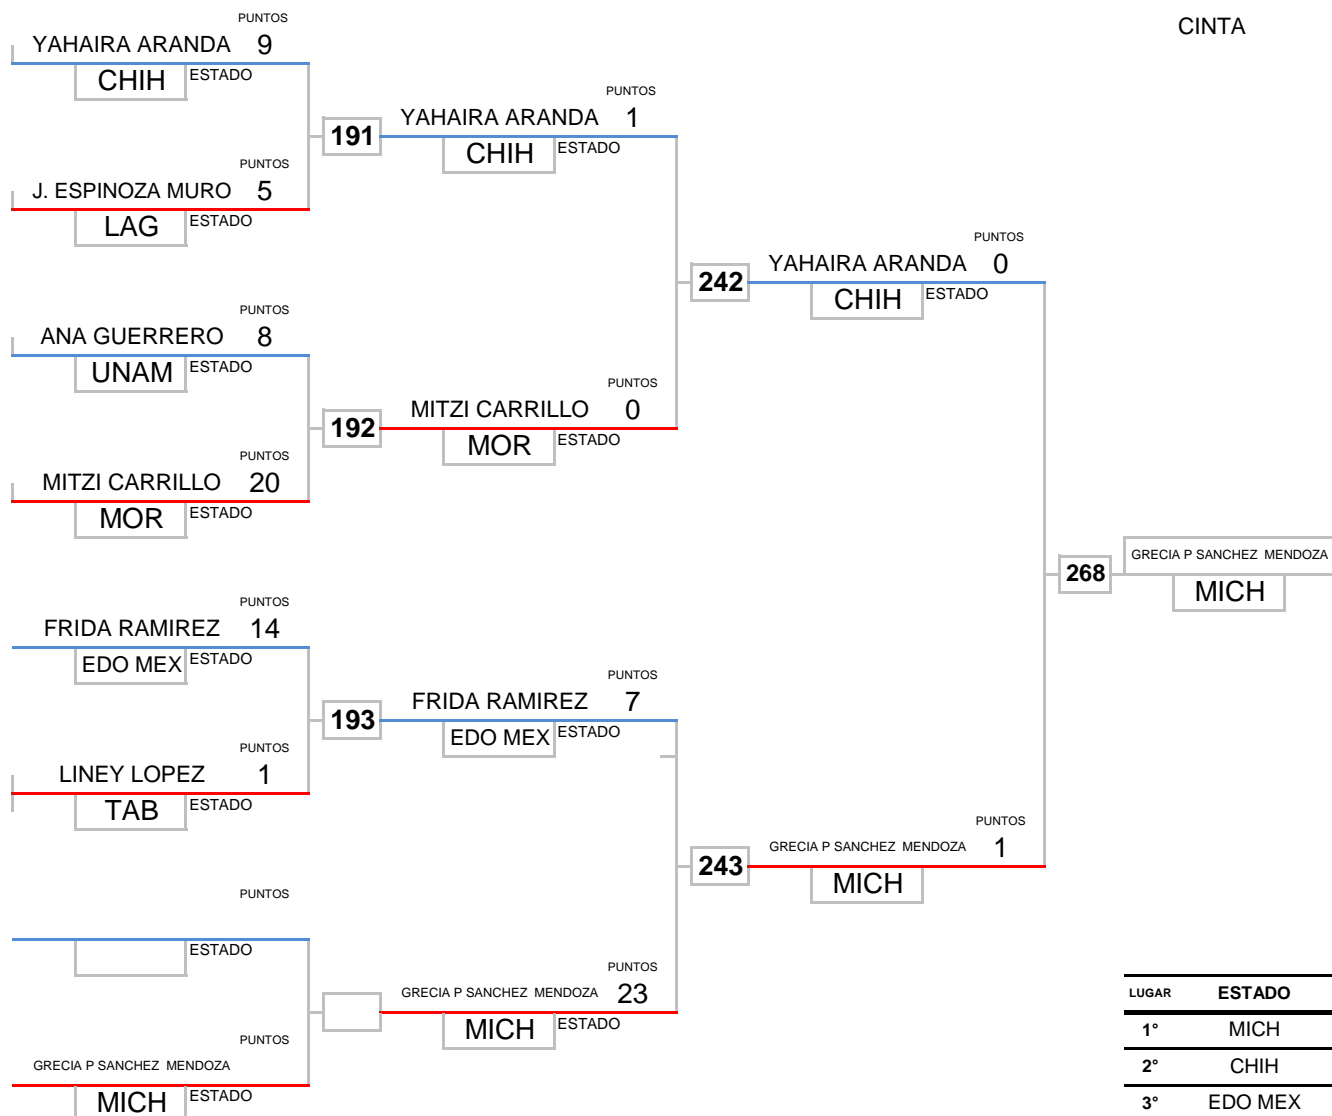 PUNTOS
CINTA
YAHAIRA ARANDA 9
CHIH ESTADO
PUNTOS
191 YAHAIRA ARANDA 1
CHIH ESTADO
PUNTOS
J. ESPINOZA MURO 5
LAG ESTADO
PUNTOS
242 YAHAIRA ARANDA 0
CHIH ESTADO
PUNTOS
ANA GUERRERO 8
UNAM ESTADO
PUNTOS
192 MITZI CARRILLO 0
MOR ESTADO
PUNTOS
MITZI CARRILLO 20
MOR ESTADO
268 GRECIA P SANCHEZ MENDOZA
MICH
PUNTOS
FRIDA RAMIREZ 14
EDO MEX ESTADO
PUNTOS
193 FRIDA RAMIREZ 7
EDO MEX ESTADO
PUNTOS
LINEY LOPEZ 1
TAB ESTADO
PUNTOS
243 GRECIA P SANCHEZ MENDOZA 1
MICH
PUNTOS
ESTADO
PUNTOS
GRECIA P SANCHEZ MENDOZA 23
MICH ESTADO
PUNTOS
GRECIA P SANCHEZ MENDOZA
MICH ESTADO
LUGAR ESTADO
1° MICH
2° CHIH
3° EDO MEX